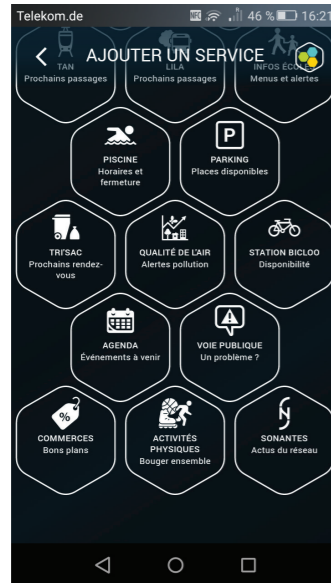 Telekom.de 46 % 16:21
AJOUTER UN SERVICE
TAN
Prochains passages
LILA
Prochains passages
INFOS ÉCOLES
Menus et alertes
PISCINE
Horaires et
fermeture
P
PARKING
Places disponibles
TRI'SAC
Prochains rendez-
vous
QUALITÉ DE L'AIR
Alertes pollution
STATION BICLOO
Disponibilité
AGENDA
Événements à venir
VOIE PUBLIQUE
Un problème ?
%
COMMERCES
Bons plans
ACTIVITÉS
PHYSIQUES
Bouger ensemble
SONANTES
Actus du réseau